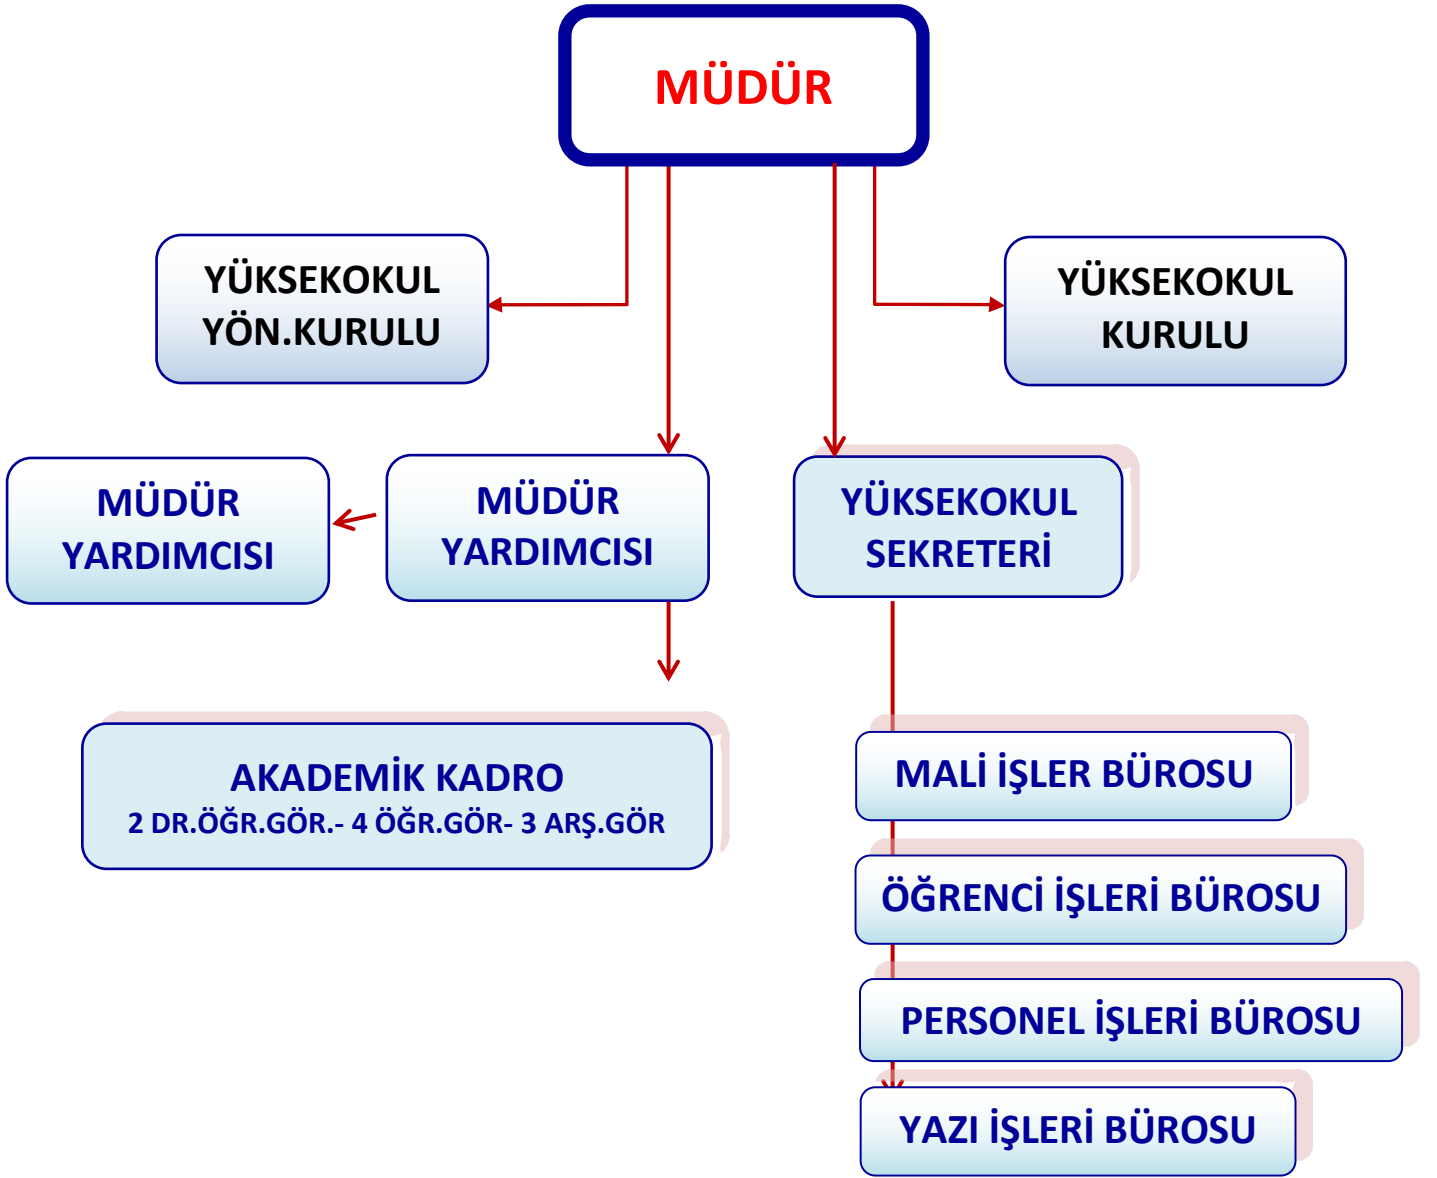 MÜDÜR
YÜKSEKOKUL
YÖN.KURULU
YÜKSEKOKUL
KURULU
MÜDÜR
YARDIMCISI
MÜDÜR
YARDIMCISI
YÜKSEKOKUL
SEKRETERİ
AKADEMİK KADRO
2 DR.ÖĞR.GÖR.- 4 ÖĞR.GÖR- 3 ARŞ.GÖR
MALİ İŞLER BÜROSU
ÖĞRENCİ İŞLERİ BÜROSU
PERSONEL İŞLERİ BÜROSU
YAZI İŞLERİ BÜROSU